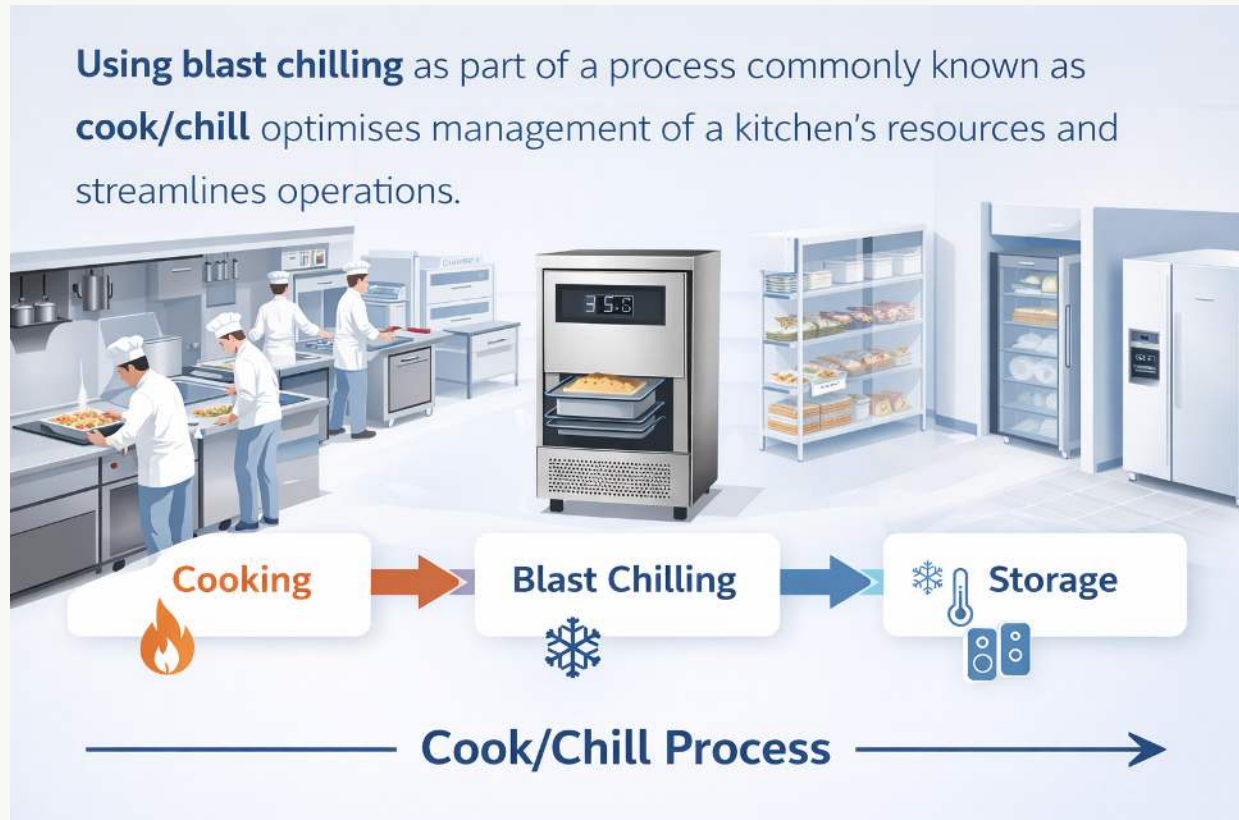 Using blast chilling as part of a process commonly known as
cook/chill optimises management of a kitchen's resources and
streamlines operations.
Cooking
Blast Chilling
Storage
Cook/Chill Process